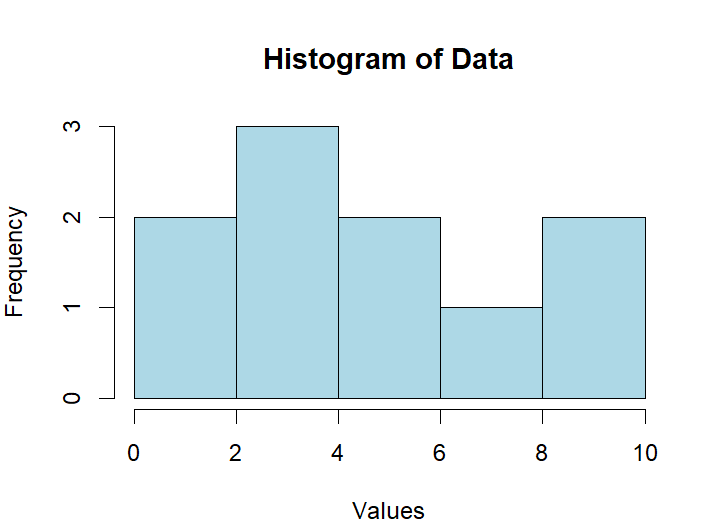 Histogram of Data
3
2
1
0
Frequency
0 2 4 6 8 10
Values